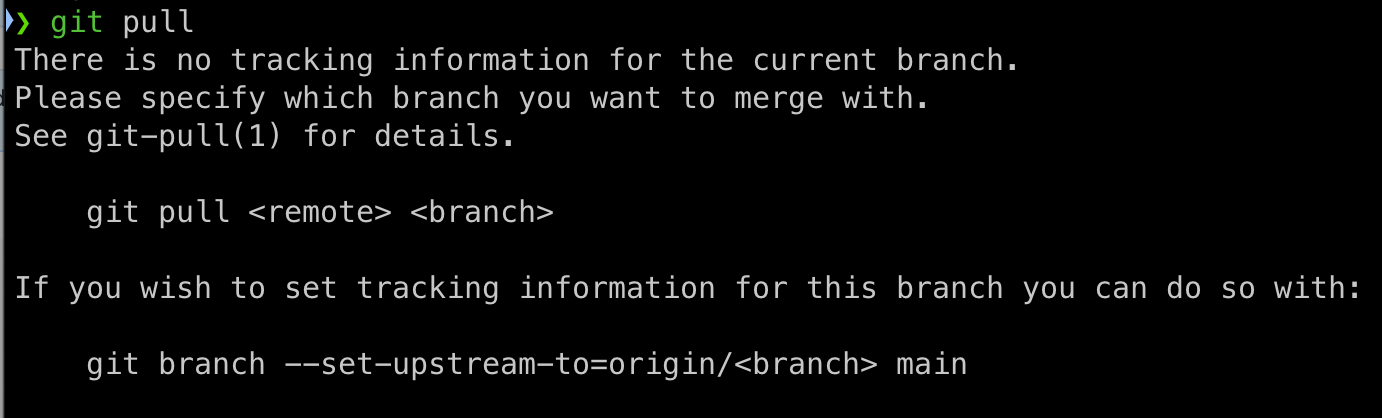 ❯ git pull
There is no tracking information for the current branch.
Please specify which branch you want to merge with.
See git-pull(1) for details.
git pull <remote> <branch>
If you wish to set tracking information for this branch you can do so with:
git branch --set-upstream-to=origin/<branch> main